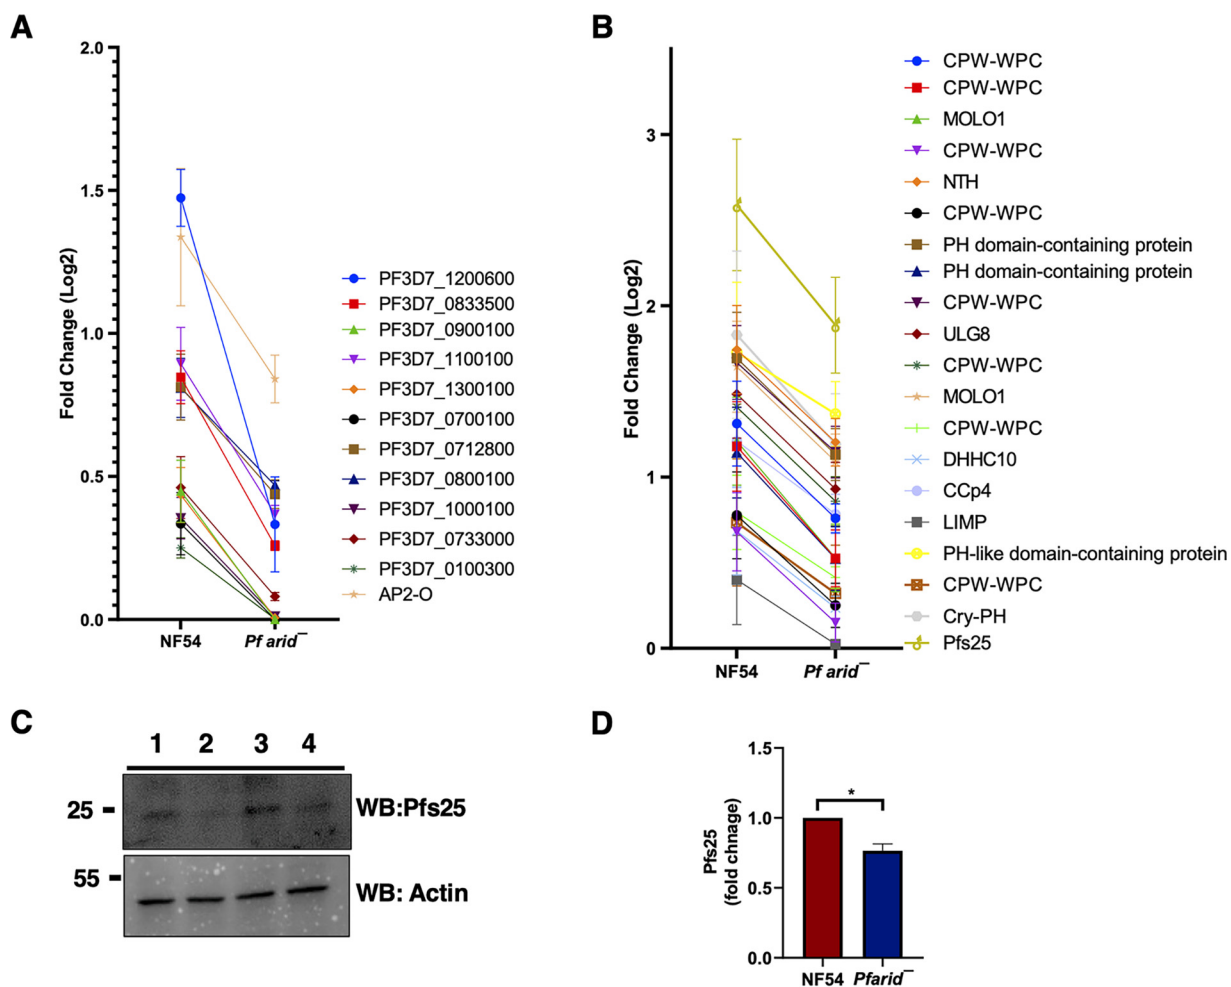 A
2.0
1.5
1.0
0.5
0.0
Fold Change (Log2)
NF54
Pf arid⁻
PF3D7_1200600
PF3D7_0833500
PF3D7_0900100
PF3D7_1100100
PF3D7_1300100
PF3D7_0700100
PF3D7_0712800
PF3D7_0800100
PF3D7_1000100
PF3D7_0733000
PF3D7_0100300
AP2-O
B
3
2
1
0
Fold Change (Log2)
NF54
Pf arid⁻
CPW-WPC
CPW-WPC
MOLO1
CPW-WPC
NTH
CPW-WPC
PH domain-containing protein
PH domain-containing protein
CPW-WPC
ULG8
CPW-WPC
MOLO1
CPW-WPC
DHHC10
CCp4
LIMP
PH-like domain-containing protein
CPW-WPC
Cry-PH
Pfs25
C
1 2 3 4
25
WB:Pfs25
55
WB: Actin
D
1.5
1.0
0.5
0.0
Pfs25
(fold chnage)
*
NF54
Pfarid⁻